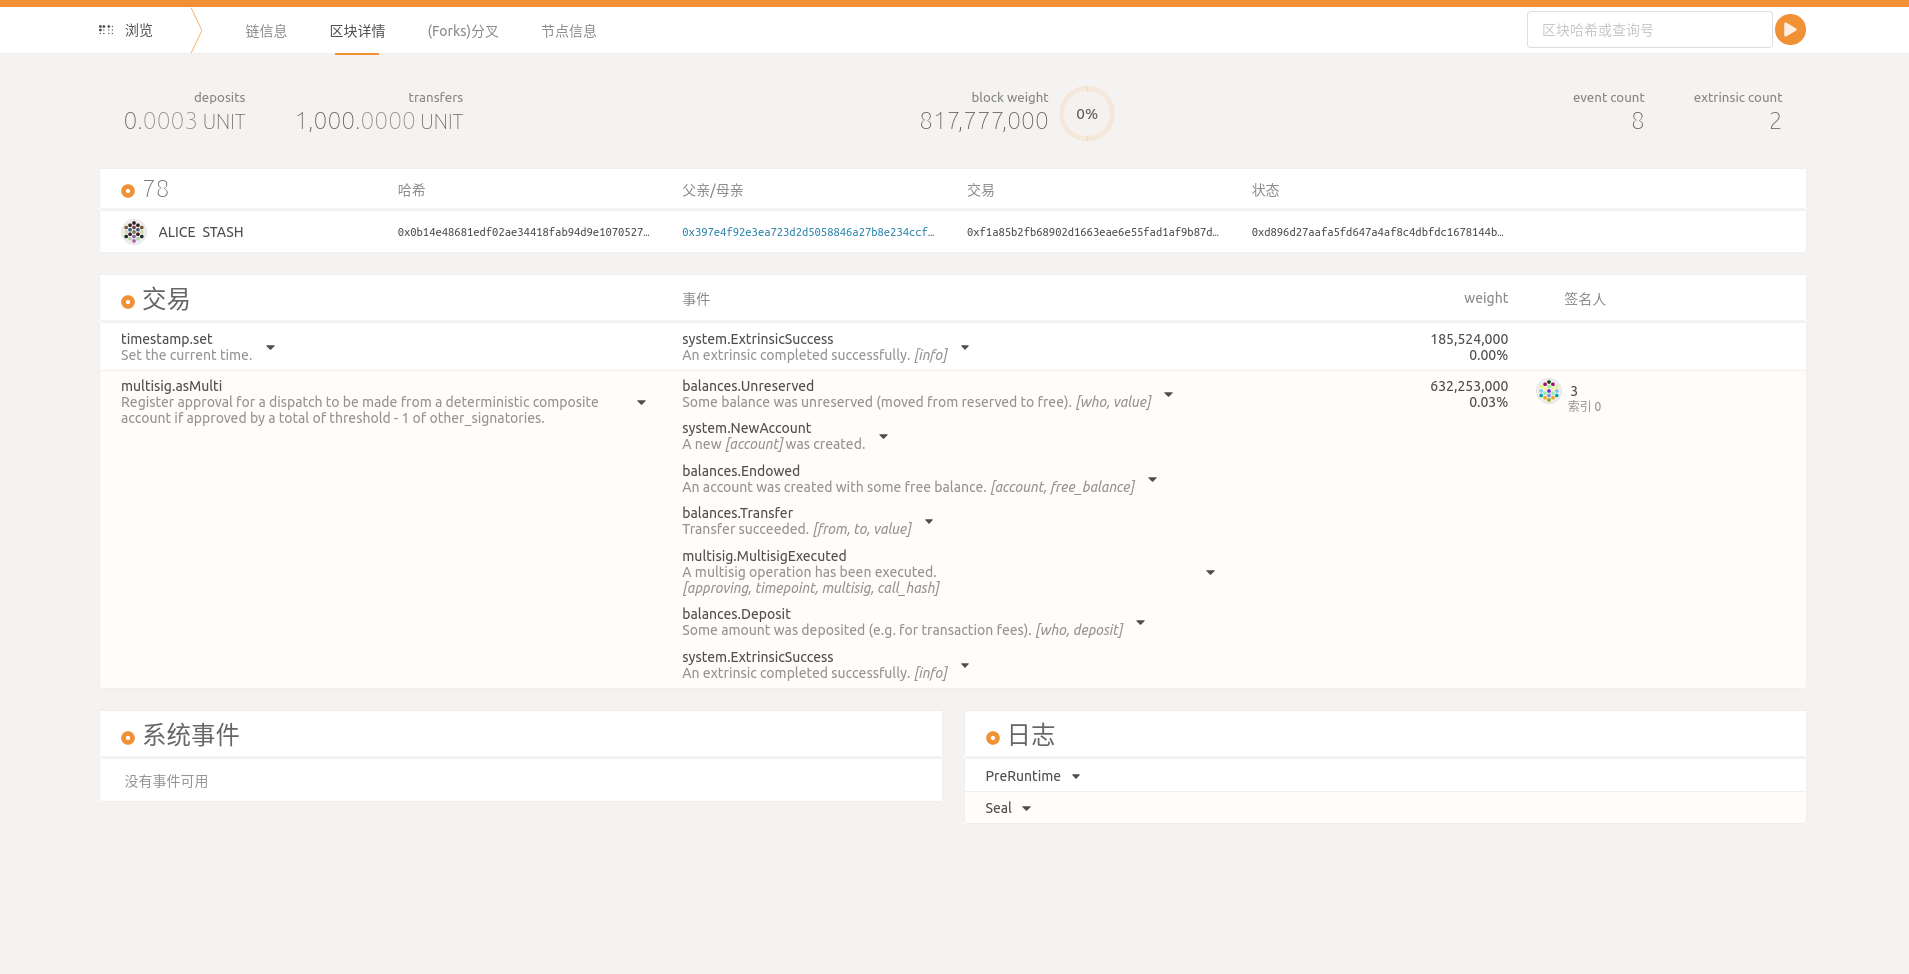 浏览
链信息
区块详情
(Forks)分叉
节点信息
区块哈希或查询号
deposits
0.0003 UNIT
transfers
1,000.0000 UNIT
block weight
817,777,000
0%
event count
8
extrinsic count
2
78
哈希
父亲/母亲
交易
状态
ALICE STASH
0x0b14e48681edf02ae34418fab94d9e1070527…
0x397e4f92e3ea723d2d5058846a27b8e234ccf…
0xf1a85b2fb68902d1663eae6e55fad1af9b87d…
0xd896d27aafa5fd647a4af8c4dbfdc1678144b…
交易
事件
weight
签名人
timestamp.set
Set the current time.
system.ExtrinsicSuccess
An extrinsic completed successfully. [info]
185,524,000
0.00%
multisig.asMulti
Register approval for a dispatch to be made from a deterministic composite
account if approved by a total of threshold - 1 of other_signatories.
balances.Unreserved
Some balance was unreserved (moved from reserved to free). [who, value]
632,253,000
0.03%
3
索引 0
system.NewAccount
A new [account] was created.
balances.Endowed
An account was created with some free balance. [account, free_balance]
balances.Transfer
Transfer succeeded. [from, to, value]
multisig.MultisigExecuted
A multisig operation has been executed.
[approving, timepoint, multisig, call_hash]
balances.Deposit
Some amount was deposited (e.g. for transaction fees). [who, deposit]
system.ExtrinsicSuccess
An extrinsic completed successfully. [info]
系统事件
没有事件可用
日志
PreRuntime
Seal